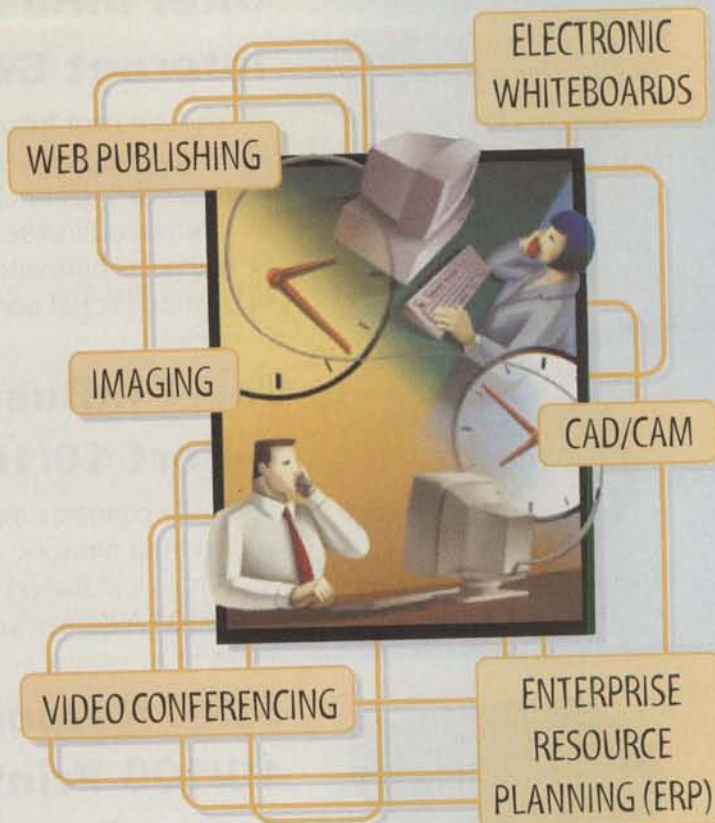 ELECTRONIC
WHITEBOARDS
WEB PUBLISHING
IMAGING
CAD/CAM
VIDEO CONFERENCING
ENTERPRISE
RESOURCE
PLANNING (ERP)